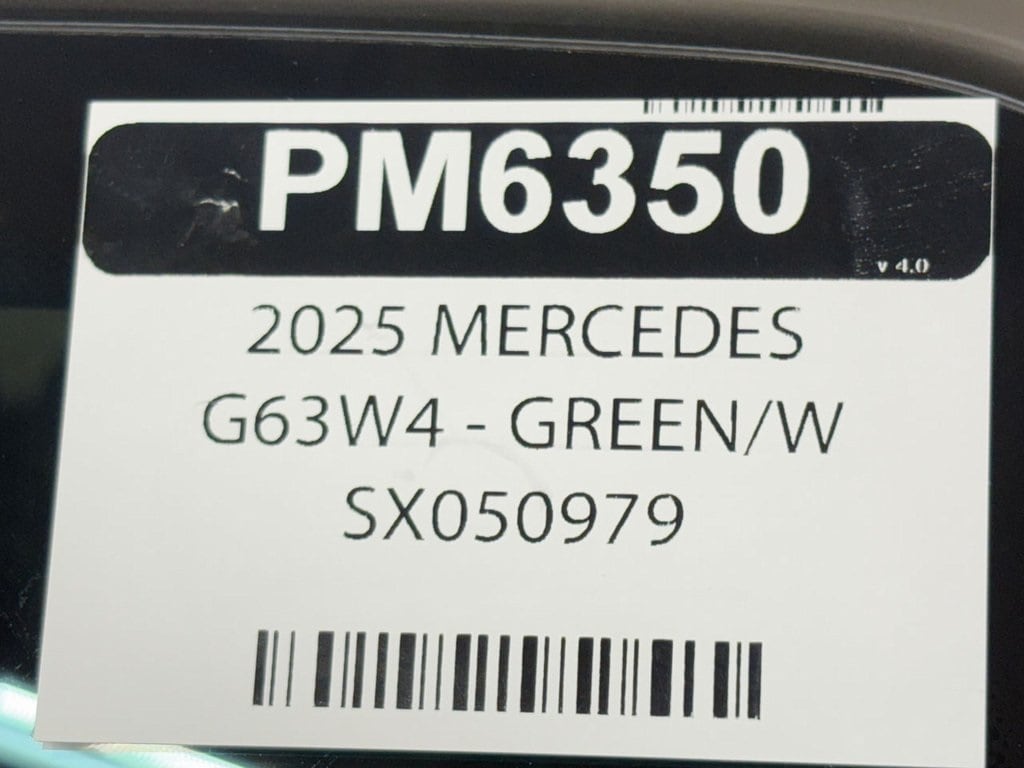 PM6350
v 4.0
2025 MERCEDES
G63W4 - GREEN/W
SX050979